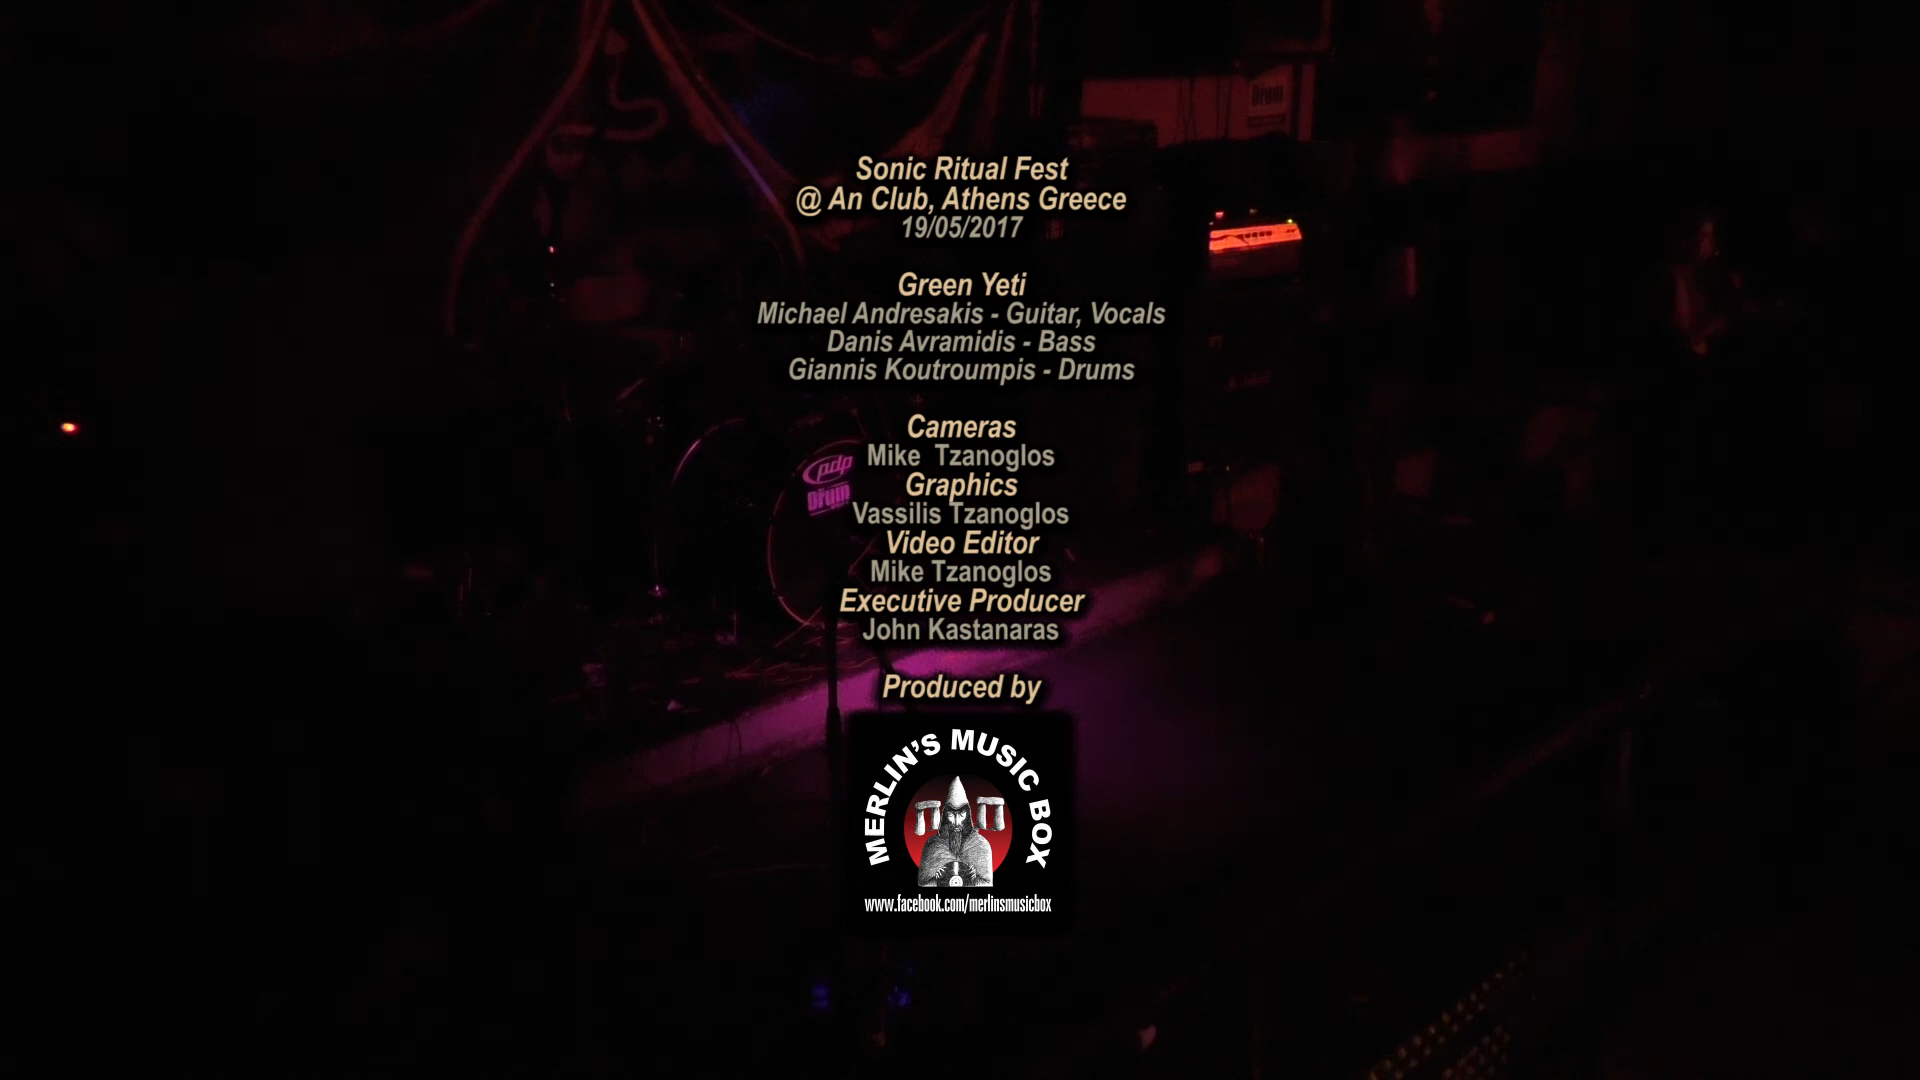 Sonic Ritual Fest
@ An Club, Athens Greece
19/05/2017
Green Yeti
Michael Andresakis - Guitar, Vocals
Danis Avramidis - Bass
Giannis Koutroumpis - Drums
Cameras
Mike  Tzanoglos
Graphics
Vassilis Tzanoglos
Video Editor
Mike Tzanoglos
Executive Producer
John Kastanaras
Produced by
MERLIN'S MUSIC BOX
www.facebook.com/merlinsmusicbox
pdp
Drum
Drum